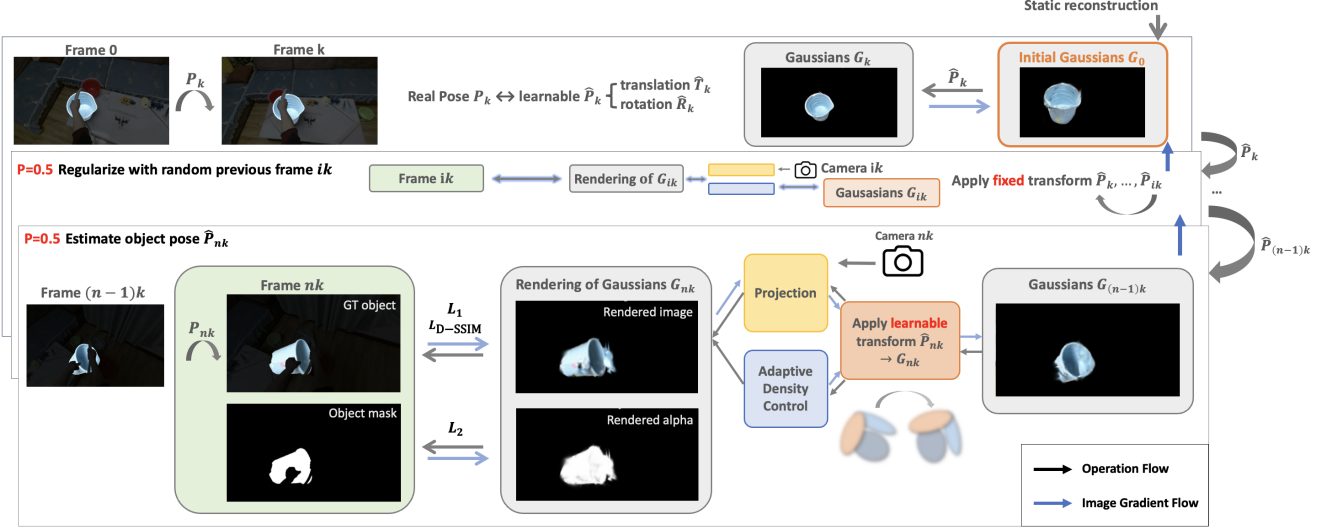 Static reconstruction
Frame 0
Frame k
P_k
Real Pose P_k ↔ learnable P̂_k { translation T̂_k
rotation R̂_k
Gaussians G_k
P̂_k
Initial Gaussians G_0
P̂_k
...
P̂_(n−1)k
P=0.5 Regularize with random previous frame ik
Frame ik
Rendering of G_ik
Camera ik
Gausasians G_ik
Apply fixed transform P̂_k, ..., P̂_ik
P=0.5 Estimate object pose P̂_nk
Frame (n − 1)k
P_nk
Frame nk
GT object
Object mask
L_1
L_D−SSIM
L_2
Rendering of Gaussians G_nk
Rendered image
Rendered alpha
Camera nk
Projection
Adaptive
Density
Control
Apply learnable
transform P̂_nk
→ G_nk
Gaussians G_(n−1)k
Operation Flow
Image Gradient Flow